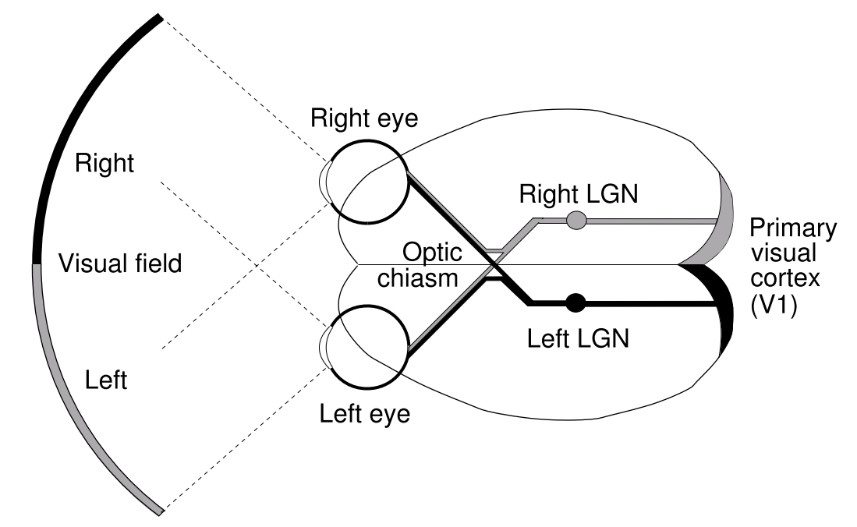 Right eye
Right
Right LGN
Primary
visual
cortex
(V1)
Optic
chiasm
Visual field
Left LGN
Left
Left eye